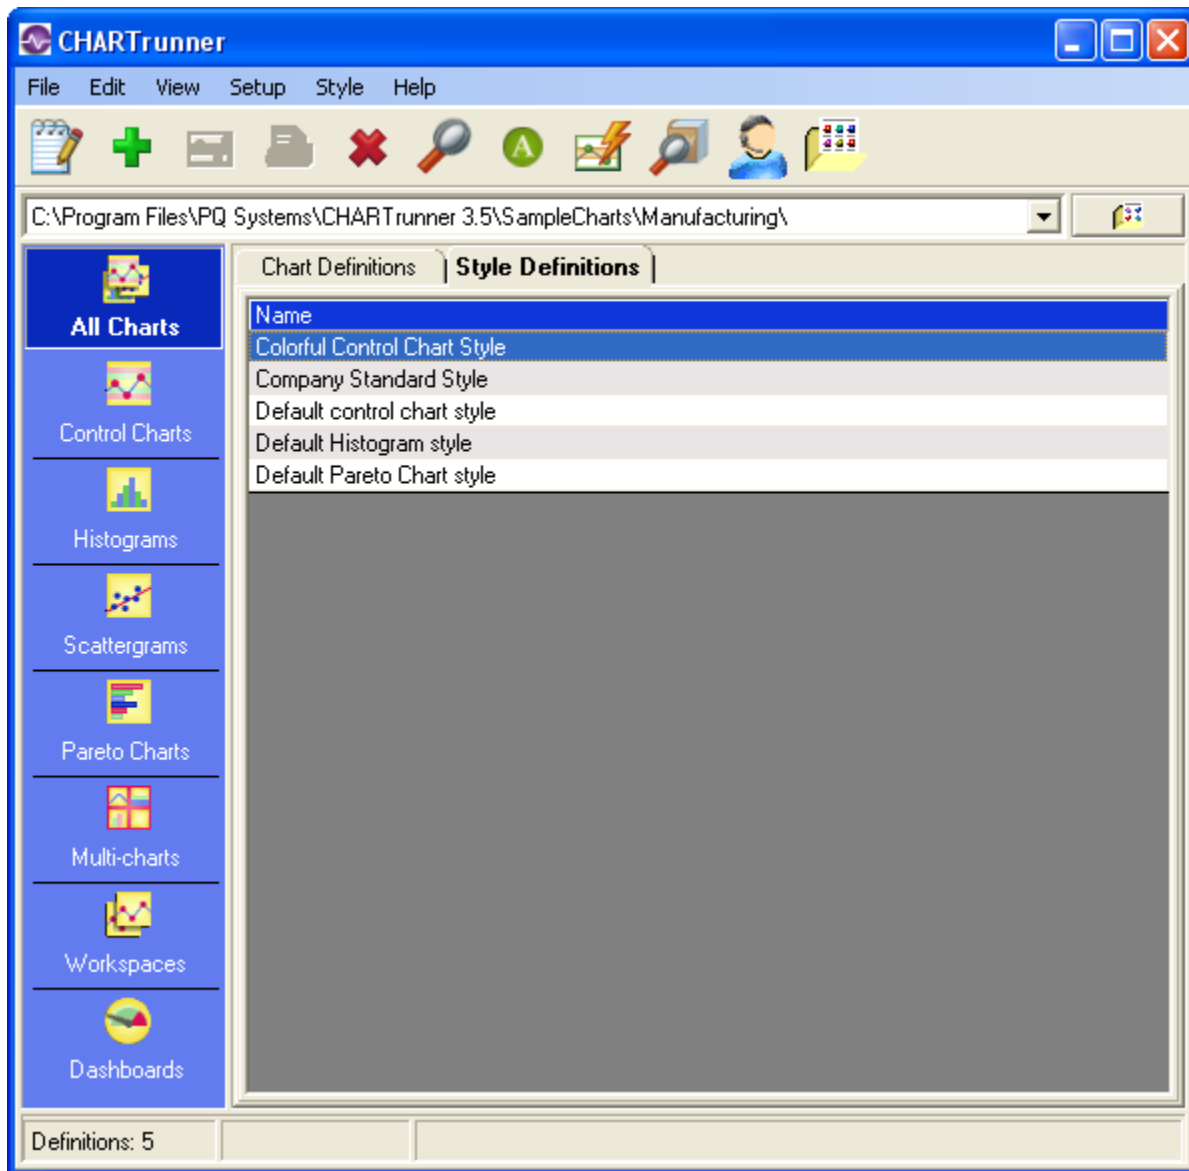 CHARTrunner
File Edit View Setup Style Help
A
C:\Program Files\PQ Systems\CHARTrunner 3.5\SampleCharts\Manufacturing\
All Charts
Control Charts
Histograms
Scattergrams
Pareto Charts
Multi-charts
Workspaces
Dashboards
Chart Definitions Style Definitions
Name
Colorful Control Chart Style
Company Standard Style
Default control chart style
Default Histogram style
Default Pareto Chart style
Definitions: 5